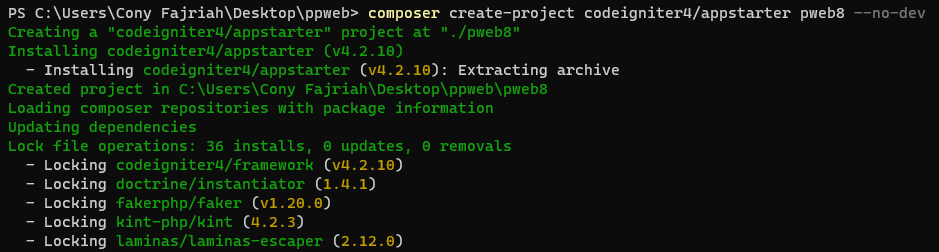 PS C:\Users\Cony Fajriah\Desktop\ppweb> composer create-project codeigniter4/appstarter pweb8 --no-dev
Creating a "codeigniter4/appstarter" project at "./pweb8"
Installing codeigniter4/appstarter (v4.2.10)
  - Installing codeigniter4/appstarter (v4.2.10): Extracting archive
Created project in C:\Users\Cony Fajriah\Desktop\ppweb\pweb8
Loading composer repositories with package information
Updating dependencies
Lock file operations: 36 installs, 0 updates, 0 removals
  - Locking codeigniter4/framework (v4.2.10)
  - Locking doctrine/instantiator (1.4.1)
  - Locking fakerphp/faker (v1.20.0)
  - Locking kint-php/kint (4.2.3)
  - Locking laminas/laminas-escaper (2.12.0)